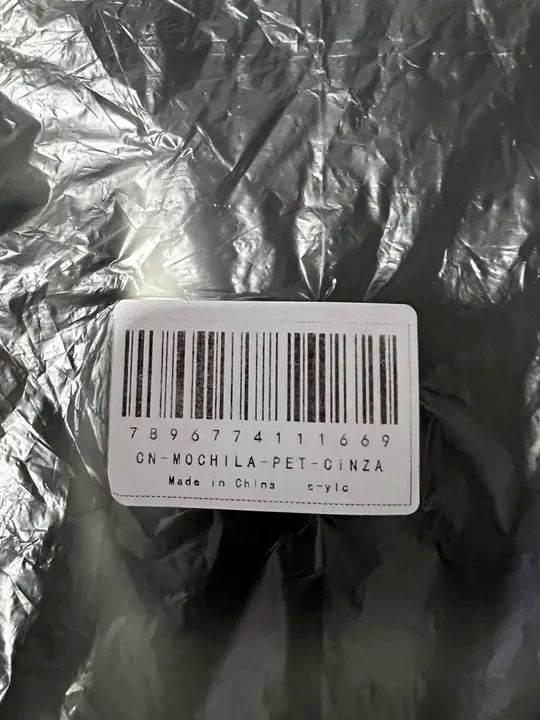 7896774111669
CN-MOCHILA-PET-CINZA
Made in China c-ylc